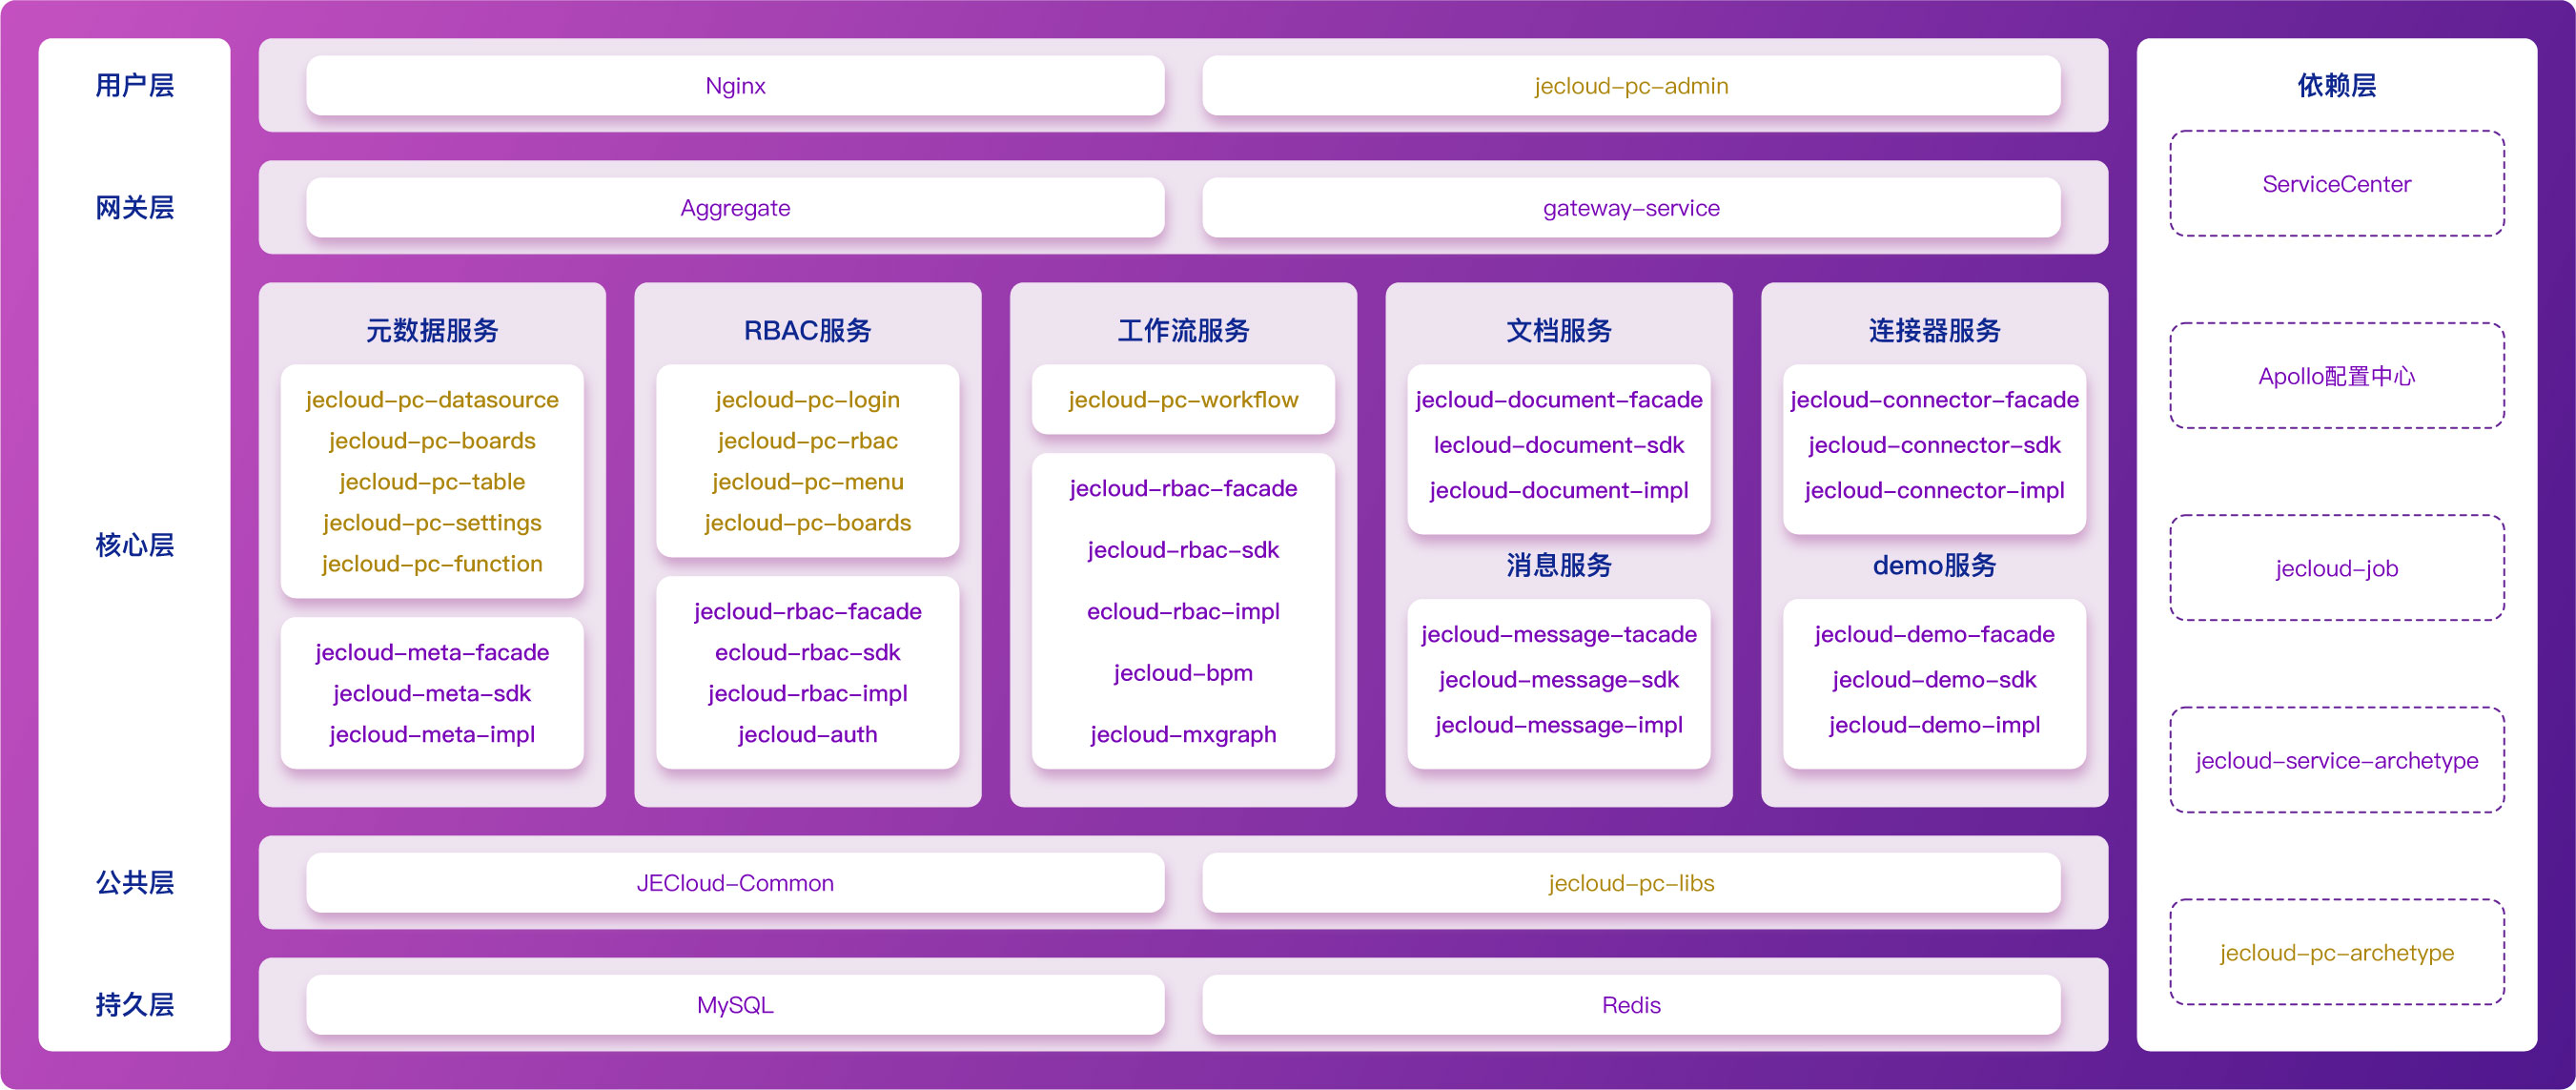 用户层
Nginx
jecloud-pc-admin
网关层
Aggregate
gateway-service
核心层
元数据服务
jecloud-pc-datasource
jecloud-pc-boards
jecloud-pc-table
jecloud-pc-settings
jecloud-pc-function
jecloud-meta-facade
jecloud-meta-sdk
jecloud-meta-impl
RBAC服务
jecloud-pc-login
jecloud-pc-rbac
jecloud-pc-menu
jecloud-pc-boards
jecloud-rbac-facade
ecloud-rbac-sdk
jecloud-rbac-impl
jecloud-auth
工作流服务
jecloud-pc-workflow
jecloud-rbac-facade
jecloud-rbac-sdk
ecloud-rbac-impl
jecloud-bpm
jecloud-mxgraph
文档服务
jecloud-document-facade
lecloud-document-sdk
jecloud-document-impl
消息服务
jecloud-message-tacade
jecloud-message-sdk
jecloud-message-impl
连接器服务
jecloud-connector-facade
jecloud-connector-sdk
jecloud-connector-impl
demo服务
jecloud-demo-facade
jecloud-demo-sdk
jecloud-demo-impl
公共层
JECloud-Common
jecloud-pc-libs
持久层
MySQL
Redis
依赖层
ServiceCenter
Apollo配置中心
jecloud-job
jecloud-service-archetype
jecloud-pc-archetype